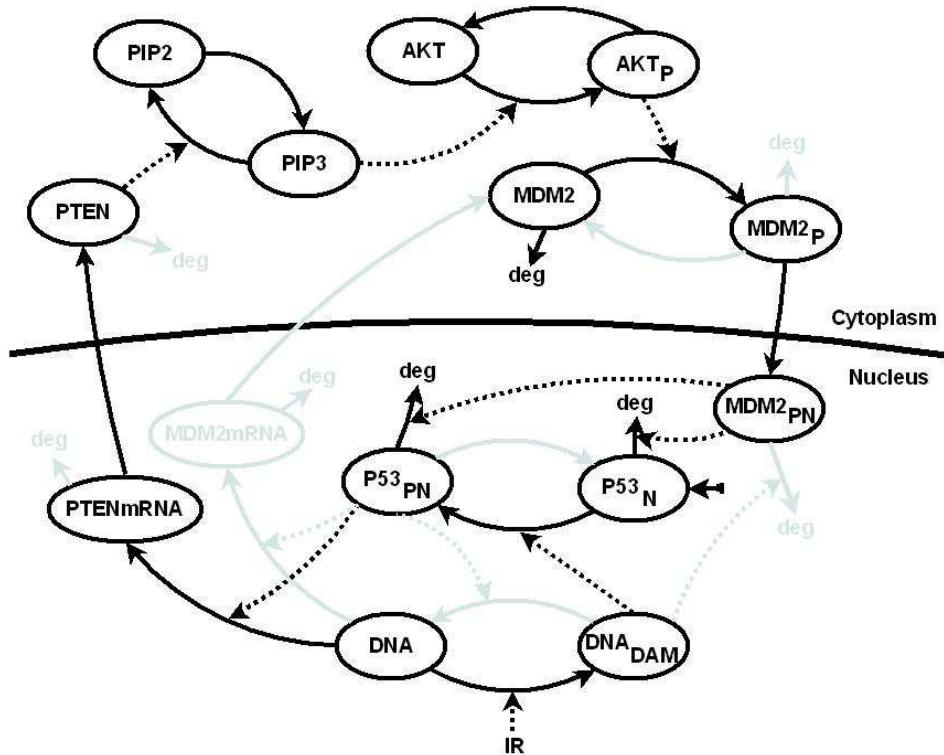 PIP2
AKT
AKTP
PIP3
PTEN
deg
MDM2
deg
deg
MDM2P
Cytoplasm
Nucleus
deg
deg
deg
MDM2PN
deg
MDM2mRNA
P53PN
P53N
deg
PTENmRNA
deg
DNA
DNADAM
IR